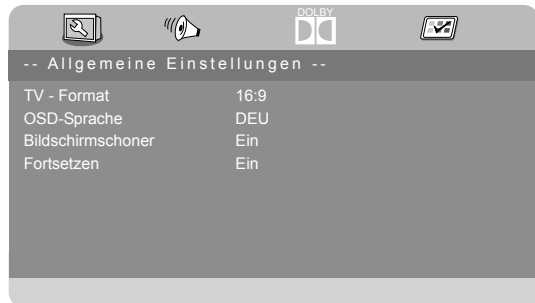 DOLBY
-- Allgemeine Einstellungen --
TV - Format 16:9
OSD-Sprache DEU
Bildschirmschoner Ein
Fortsetzen Ein